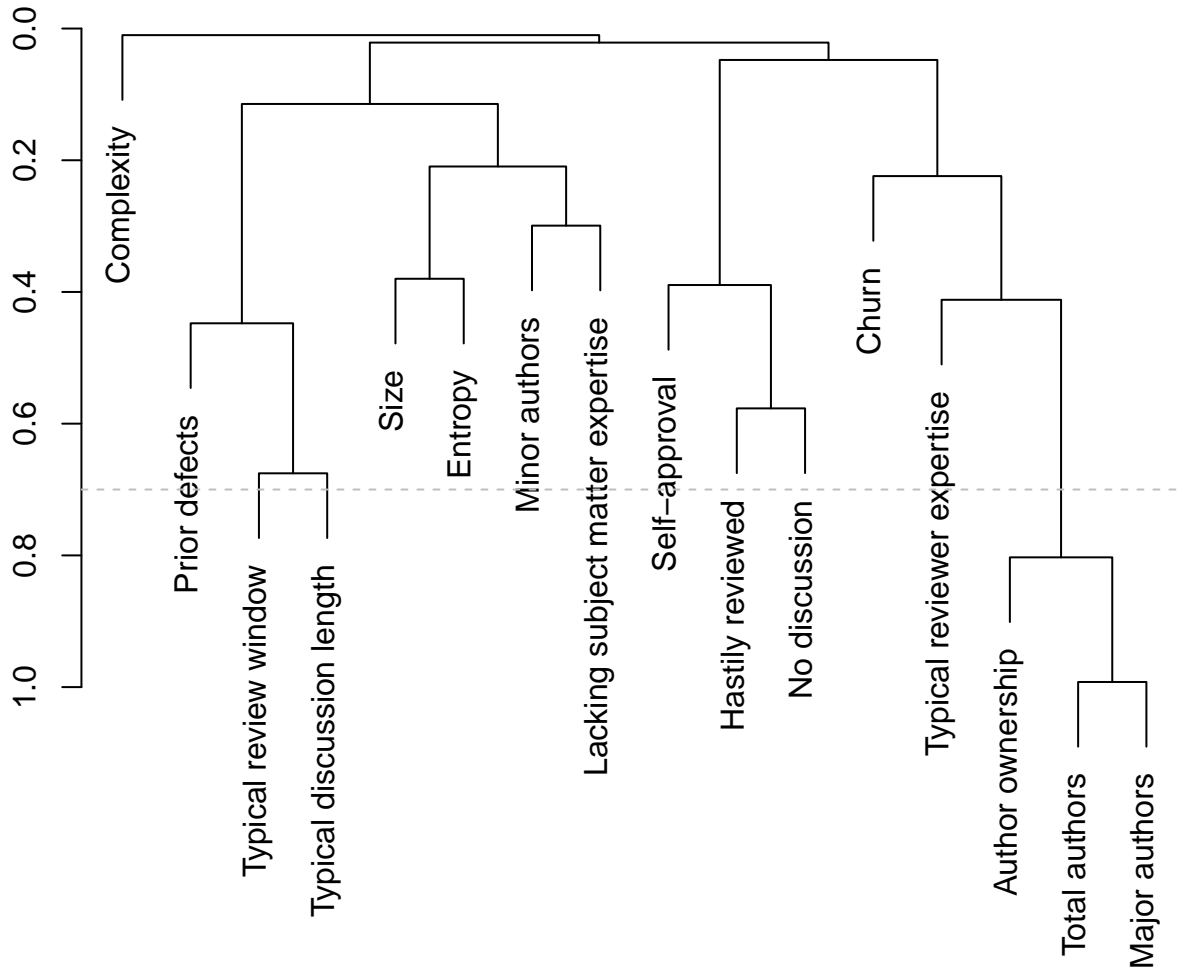 0.0
0.2
0.4
0.6
0.8
1.0
Complexity
Prior defects
Typical review window
Typical discussion length
Size
Entropy
Minor authors
Lacking subject matter expertise
Self−approval
Hastily reviewed
No discussion
Churn
Typical reviewer expertise
Author ownership
Total authors
Major authors